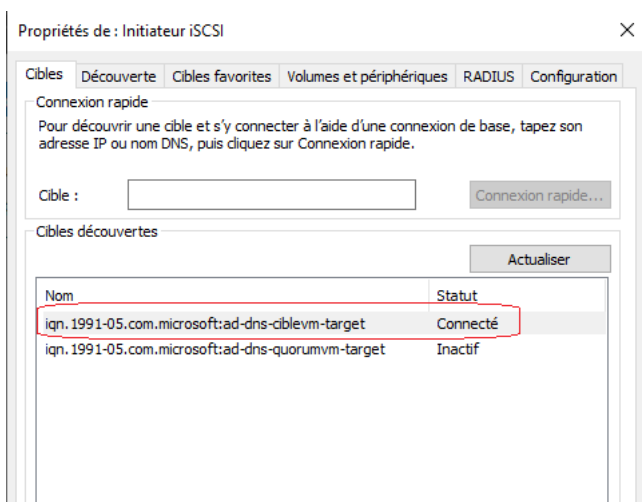 Propriétés de : Initiateur iSCSI
Cibles Découverte Cibles favorites Volumes et périphériques RADIUS Configuration
Connexion rapide
Pour découvrir une cible et s'y connecter à l'aide d'une connexion de base, tapez son
adresse IP ou nom DNS, puis cliquez sur Connexion rapide.
Cible :
Connexion rapide...
Cibles découvertes
Actualiser
Nom Statut
iqn.1991-05.com.microsoft:ad-dns-ciblevm-target Connecté
iqn.1991-05.com.microsoft:ad-dns-quorumvm-target Inactif